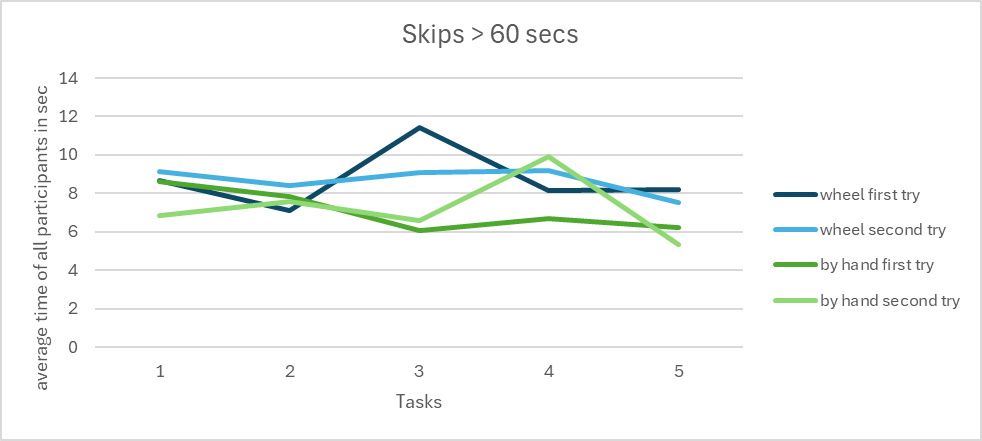 Skips > 60 secs
average time of all participants in sec
14
12
10
8
6
4
2
0
1 2 3 4 5
Tasks
wheel first try
wheel second try
by hand first try
by hand second try